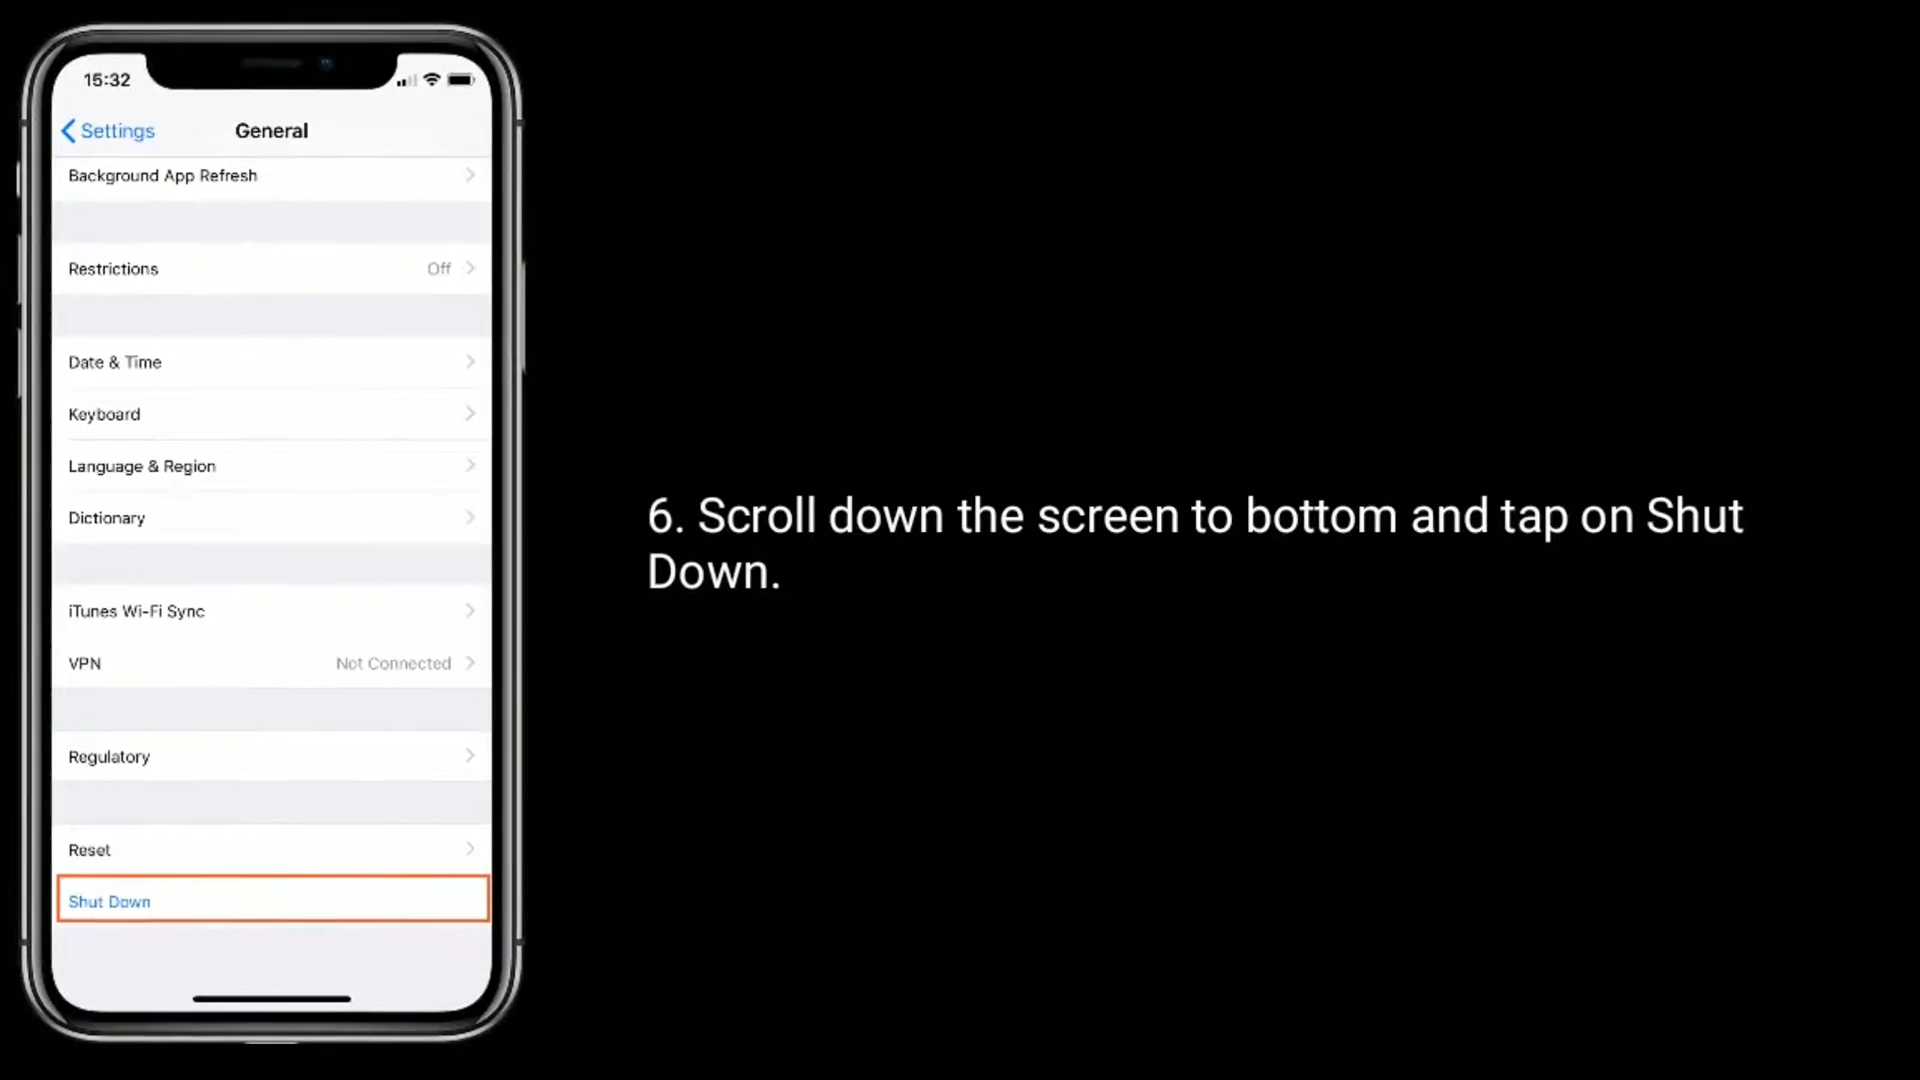 15:32
Settings
General
Background App Refresh
Restrictions Off
Date & Time
Keyboard
Language & Region
Dictionary
iTunes Wi-Fi Sync
VPN Not Connected
Regulatory
Reset
Shut Down
6. Scroll down the screen to bottom and tap on Shut
Down.